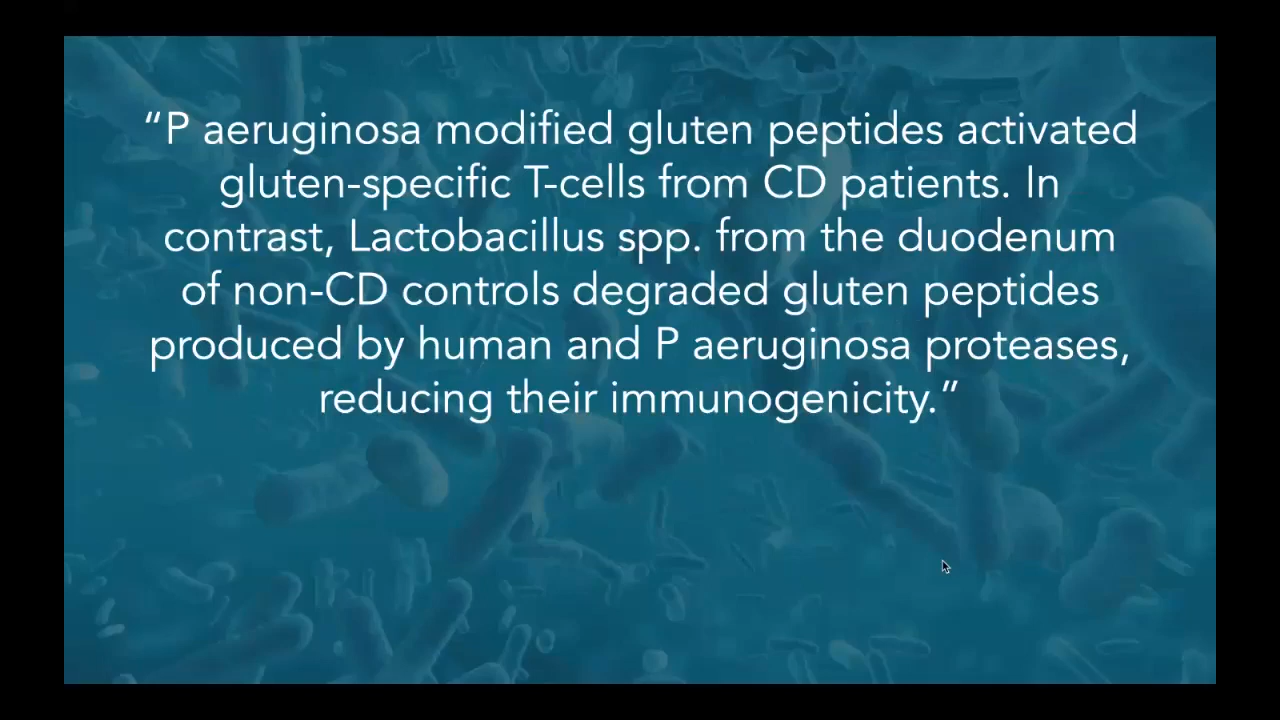 “P aeruginosa modified gluten peptides activated
gluten-specific T-cells from CD patients. In
contrast, Lactobacillus spp. from the duodenum
of non-CD controls degraded gluten peptides
produced by human and P aeruginosa proteases,
reducing their immunogenicity.”